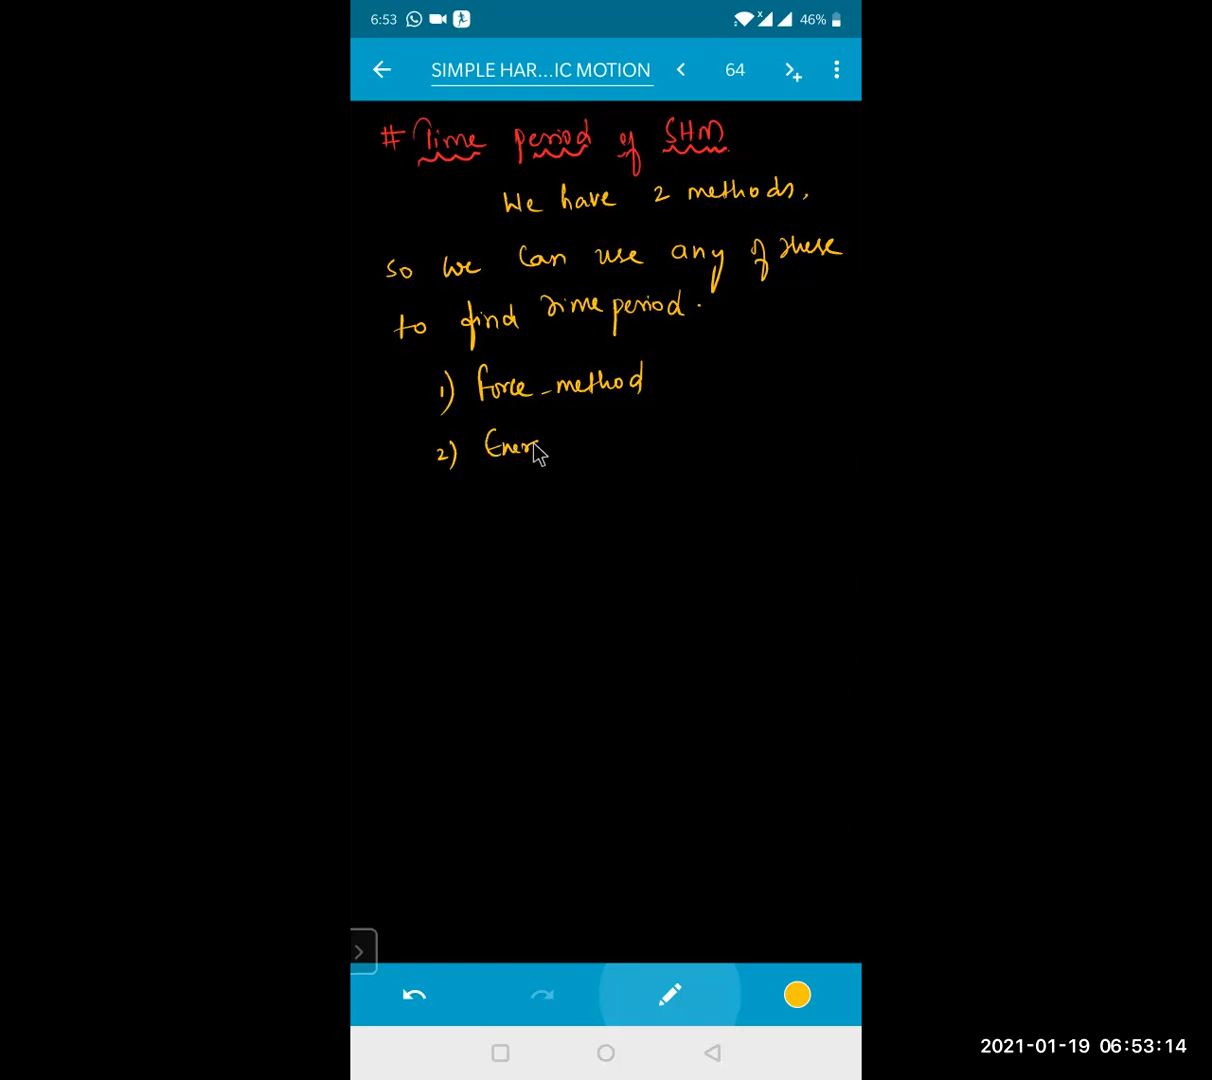 6:53 46%
SIMPLE HAR...IC MOTION 64
# Time period of SHM
We have 2 methods,
so we can use any of these
to find time period.
1) Force-method
2) Ener
2021-01-19 06:53:14